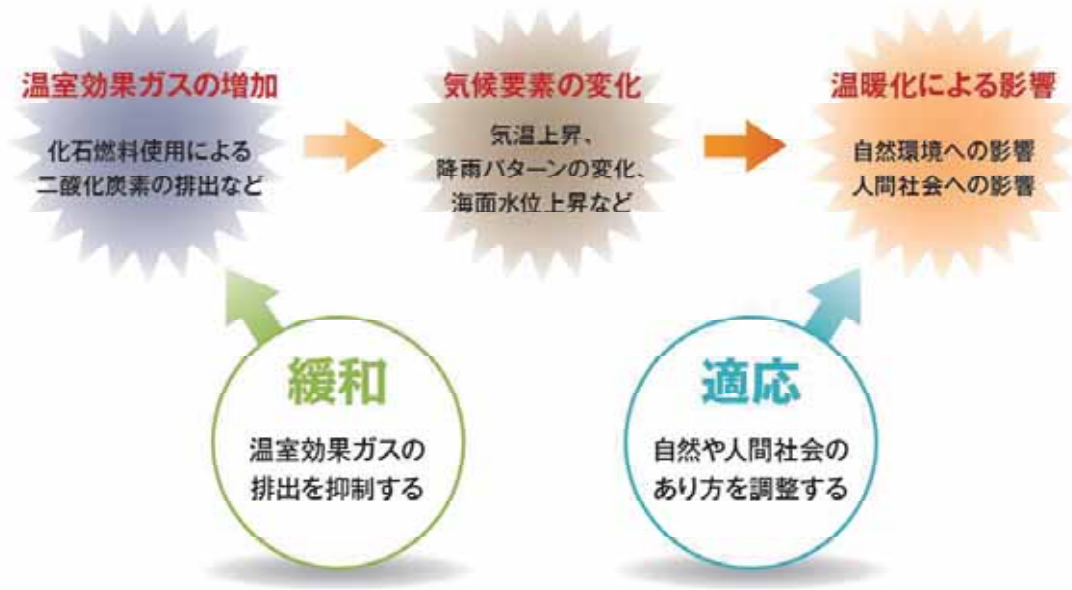 温室効果ガスの増加
化石燃料使用による
二酸化炭素の排出など
気候要素の変化
気温上昇、
降雨パターンの変化、
海面水位上昇など
温暖化による影響
自然環境への影響
人間社会への影響
緩和
温室効果ガスの
排出を抑制する
適応
自然や人間社会の
あり方を調整する